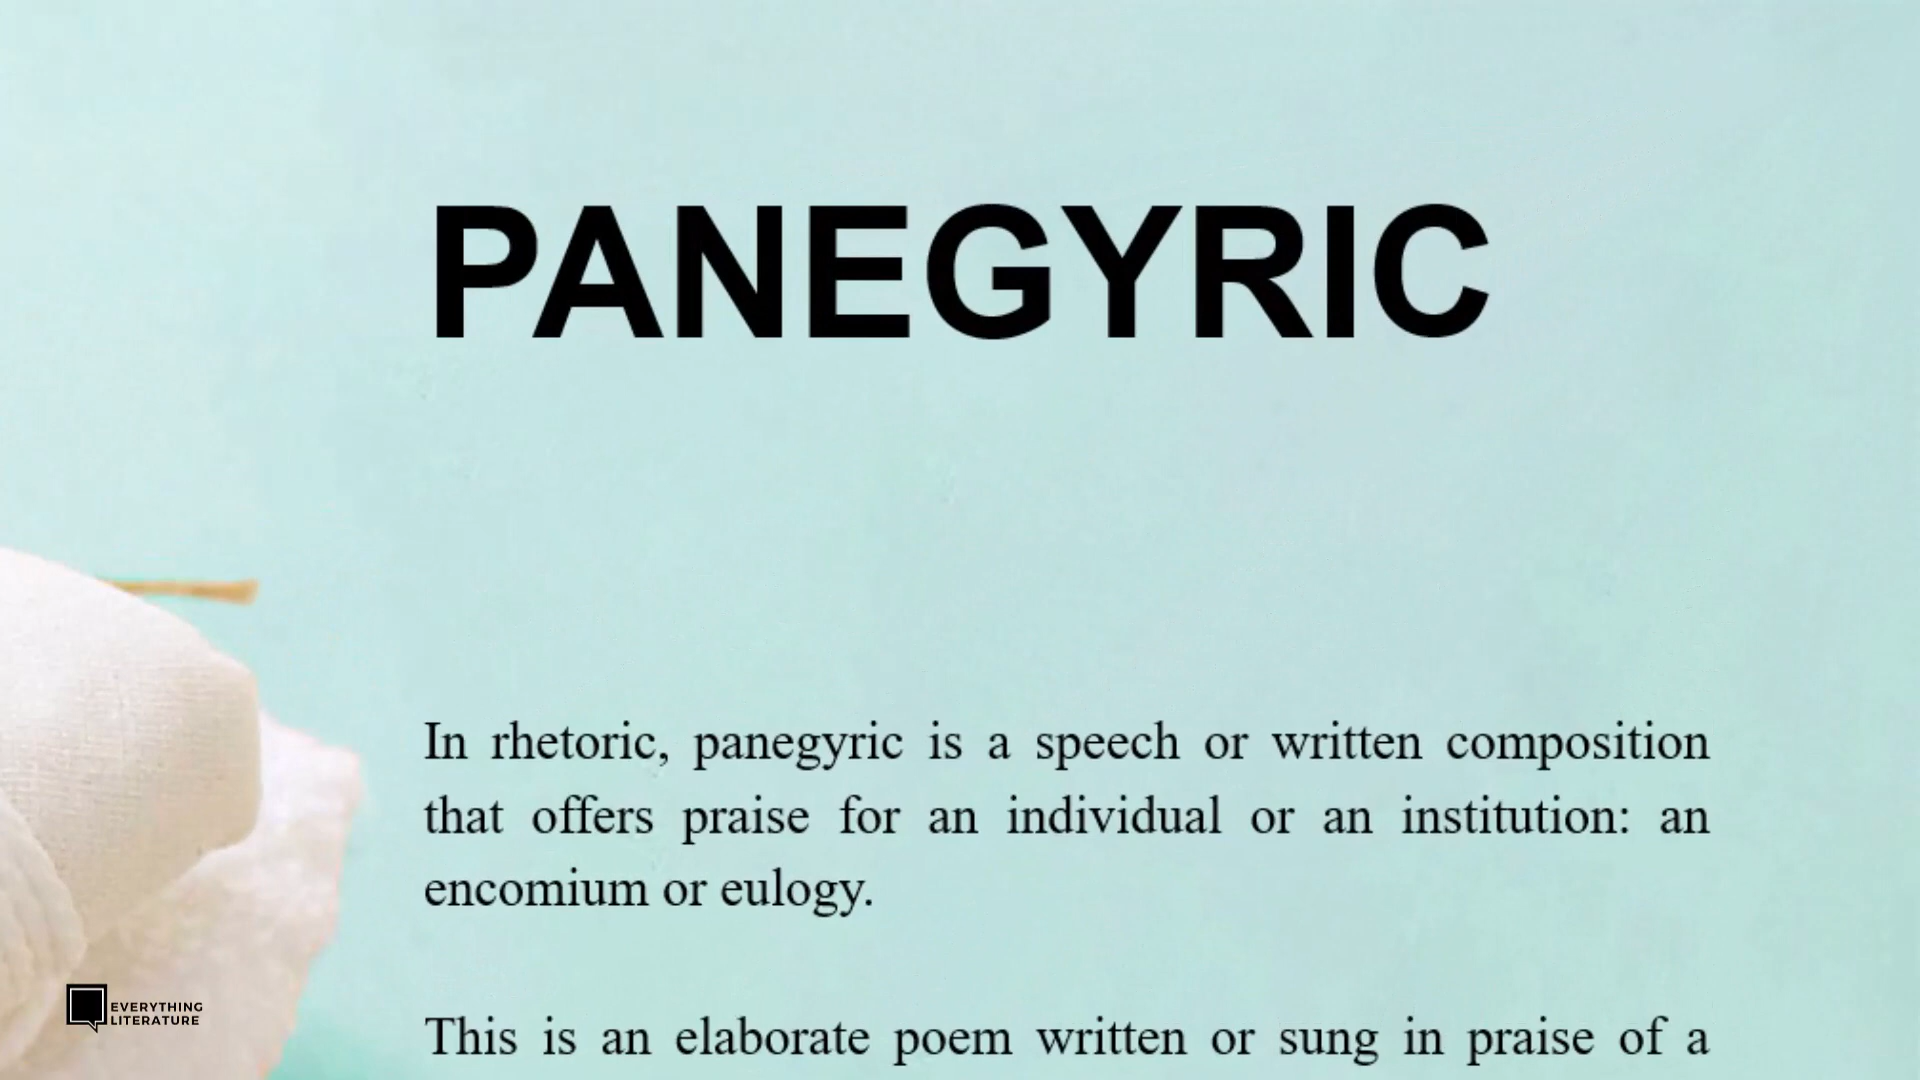 PANEGYRIC
In rhetoric, panegyric is a speech or written composition
that offers praise for an individual or an institution: an
encomium or eulogy.
This is an elaborate poem written or sung in praise of a
EVERYTHING
LITERATURE